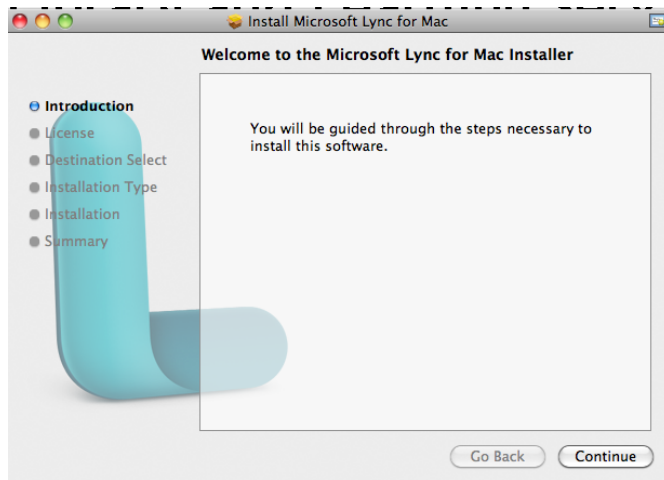 Install Microsoft Lync for Mac
Welcome to the Microsoft Lync for Mac Installer
Introduction
License
Destination Select
Installation Type
Installation
Summary
You will be guided through the steps necessary to
install this software.
Go Back
Continue